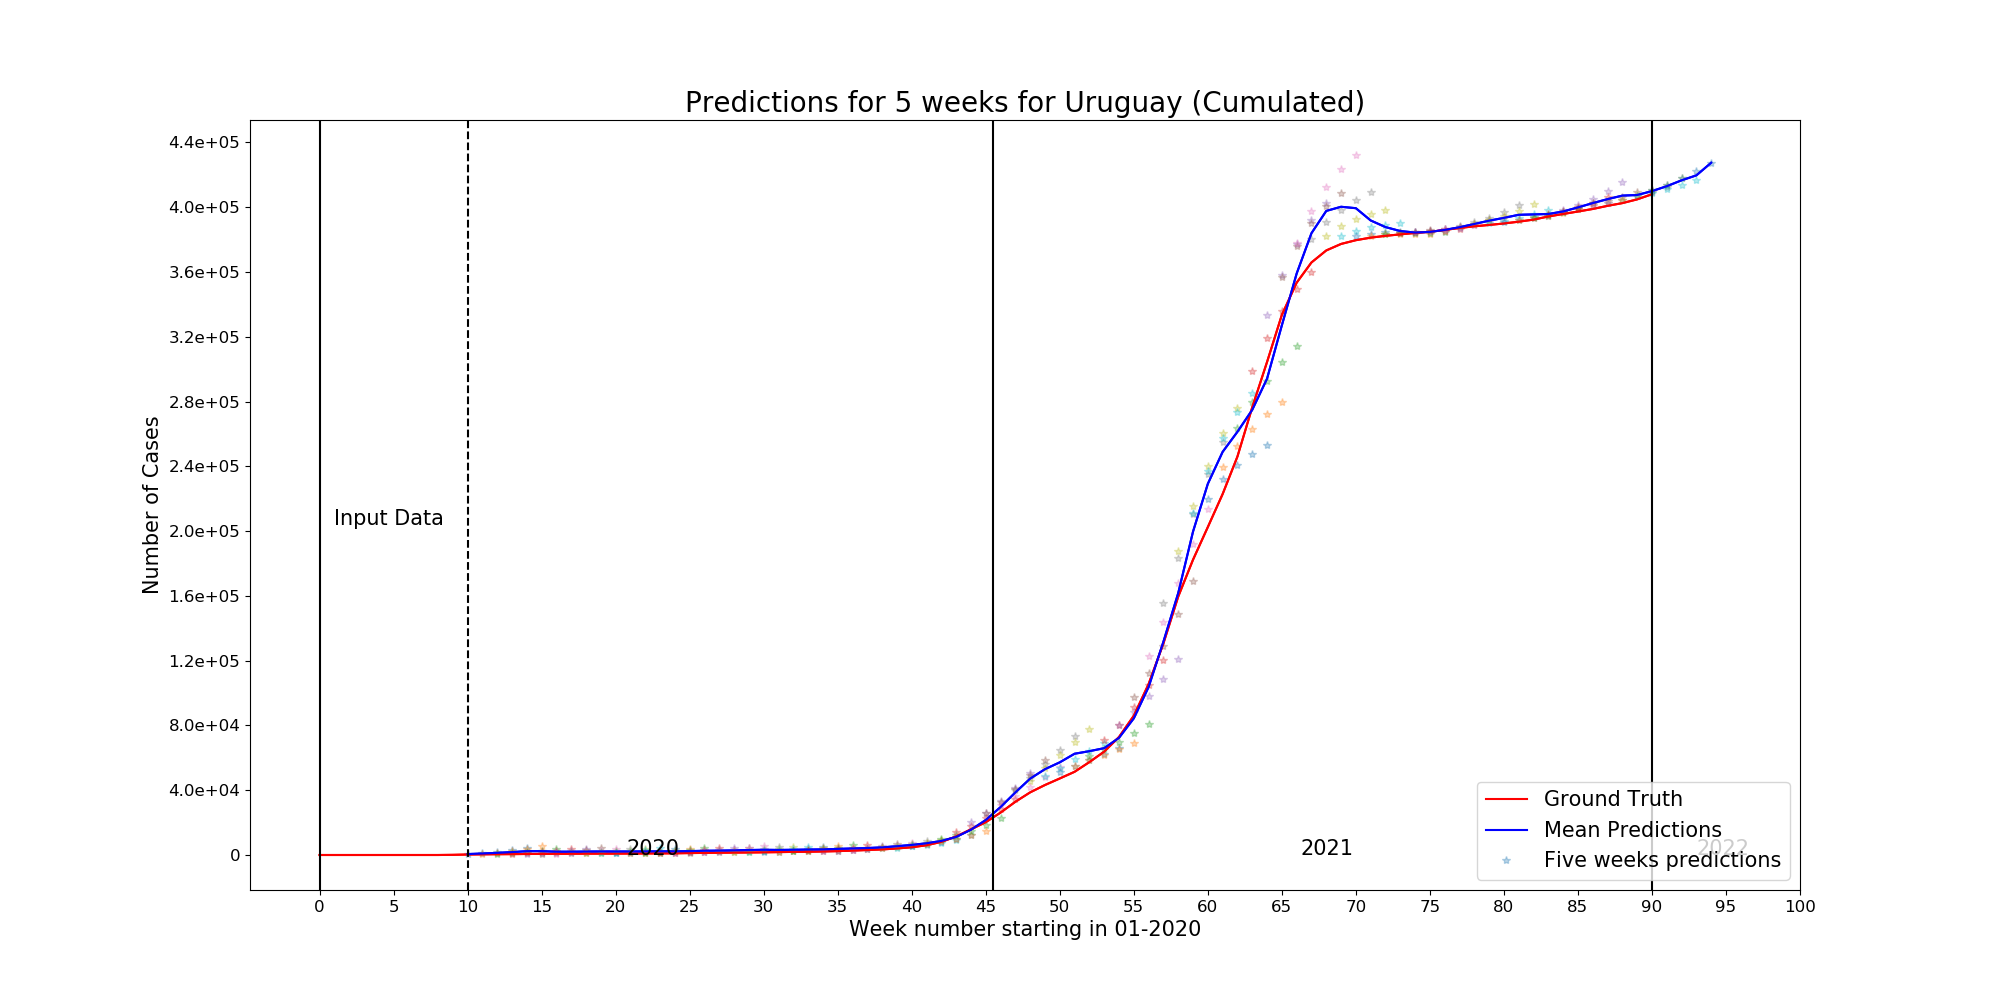 Predictions for 5 weeks for Uruguay (Cumulated)
4.4e+05
4.0e+05
3.6e+05
3.2e+05
2.8e+05
2.4e+05
2.0e+05
1.6e+05
1.2e+05
8.0e+04
4.0e+04
0
Number of Cases
Input Data
2020
2021
2022
Ground Truth
Mean Predictions
Five weeks predictions
0 5 10 15 20 25 30 35 40 45 50 55 60 65 70 75 80 85 90 95 100
Week number starting in 01-2020